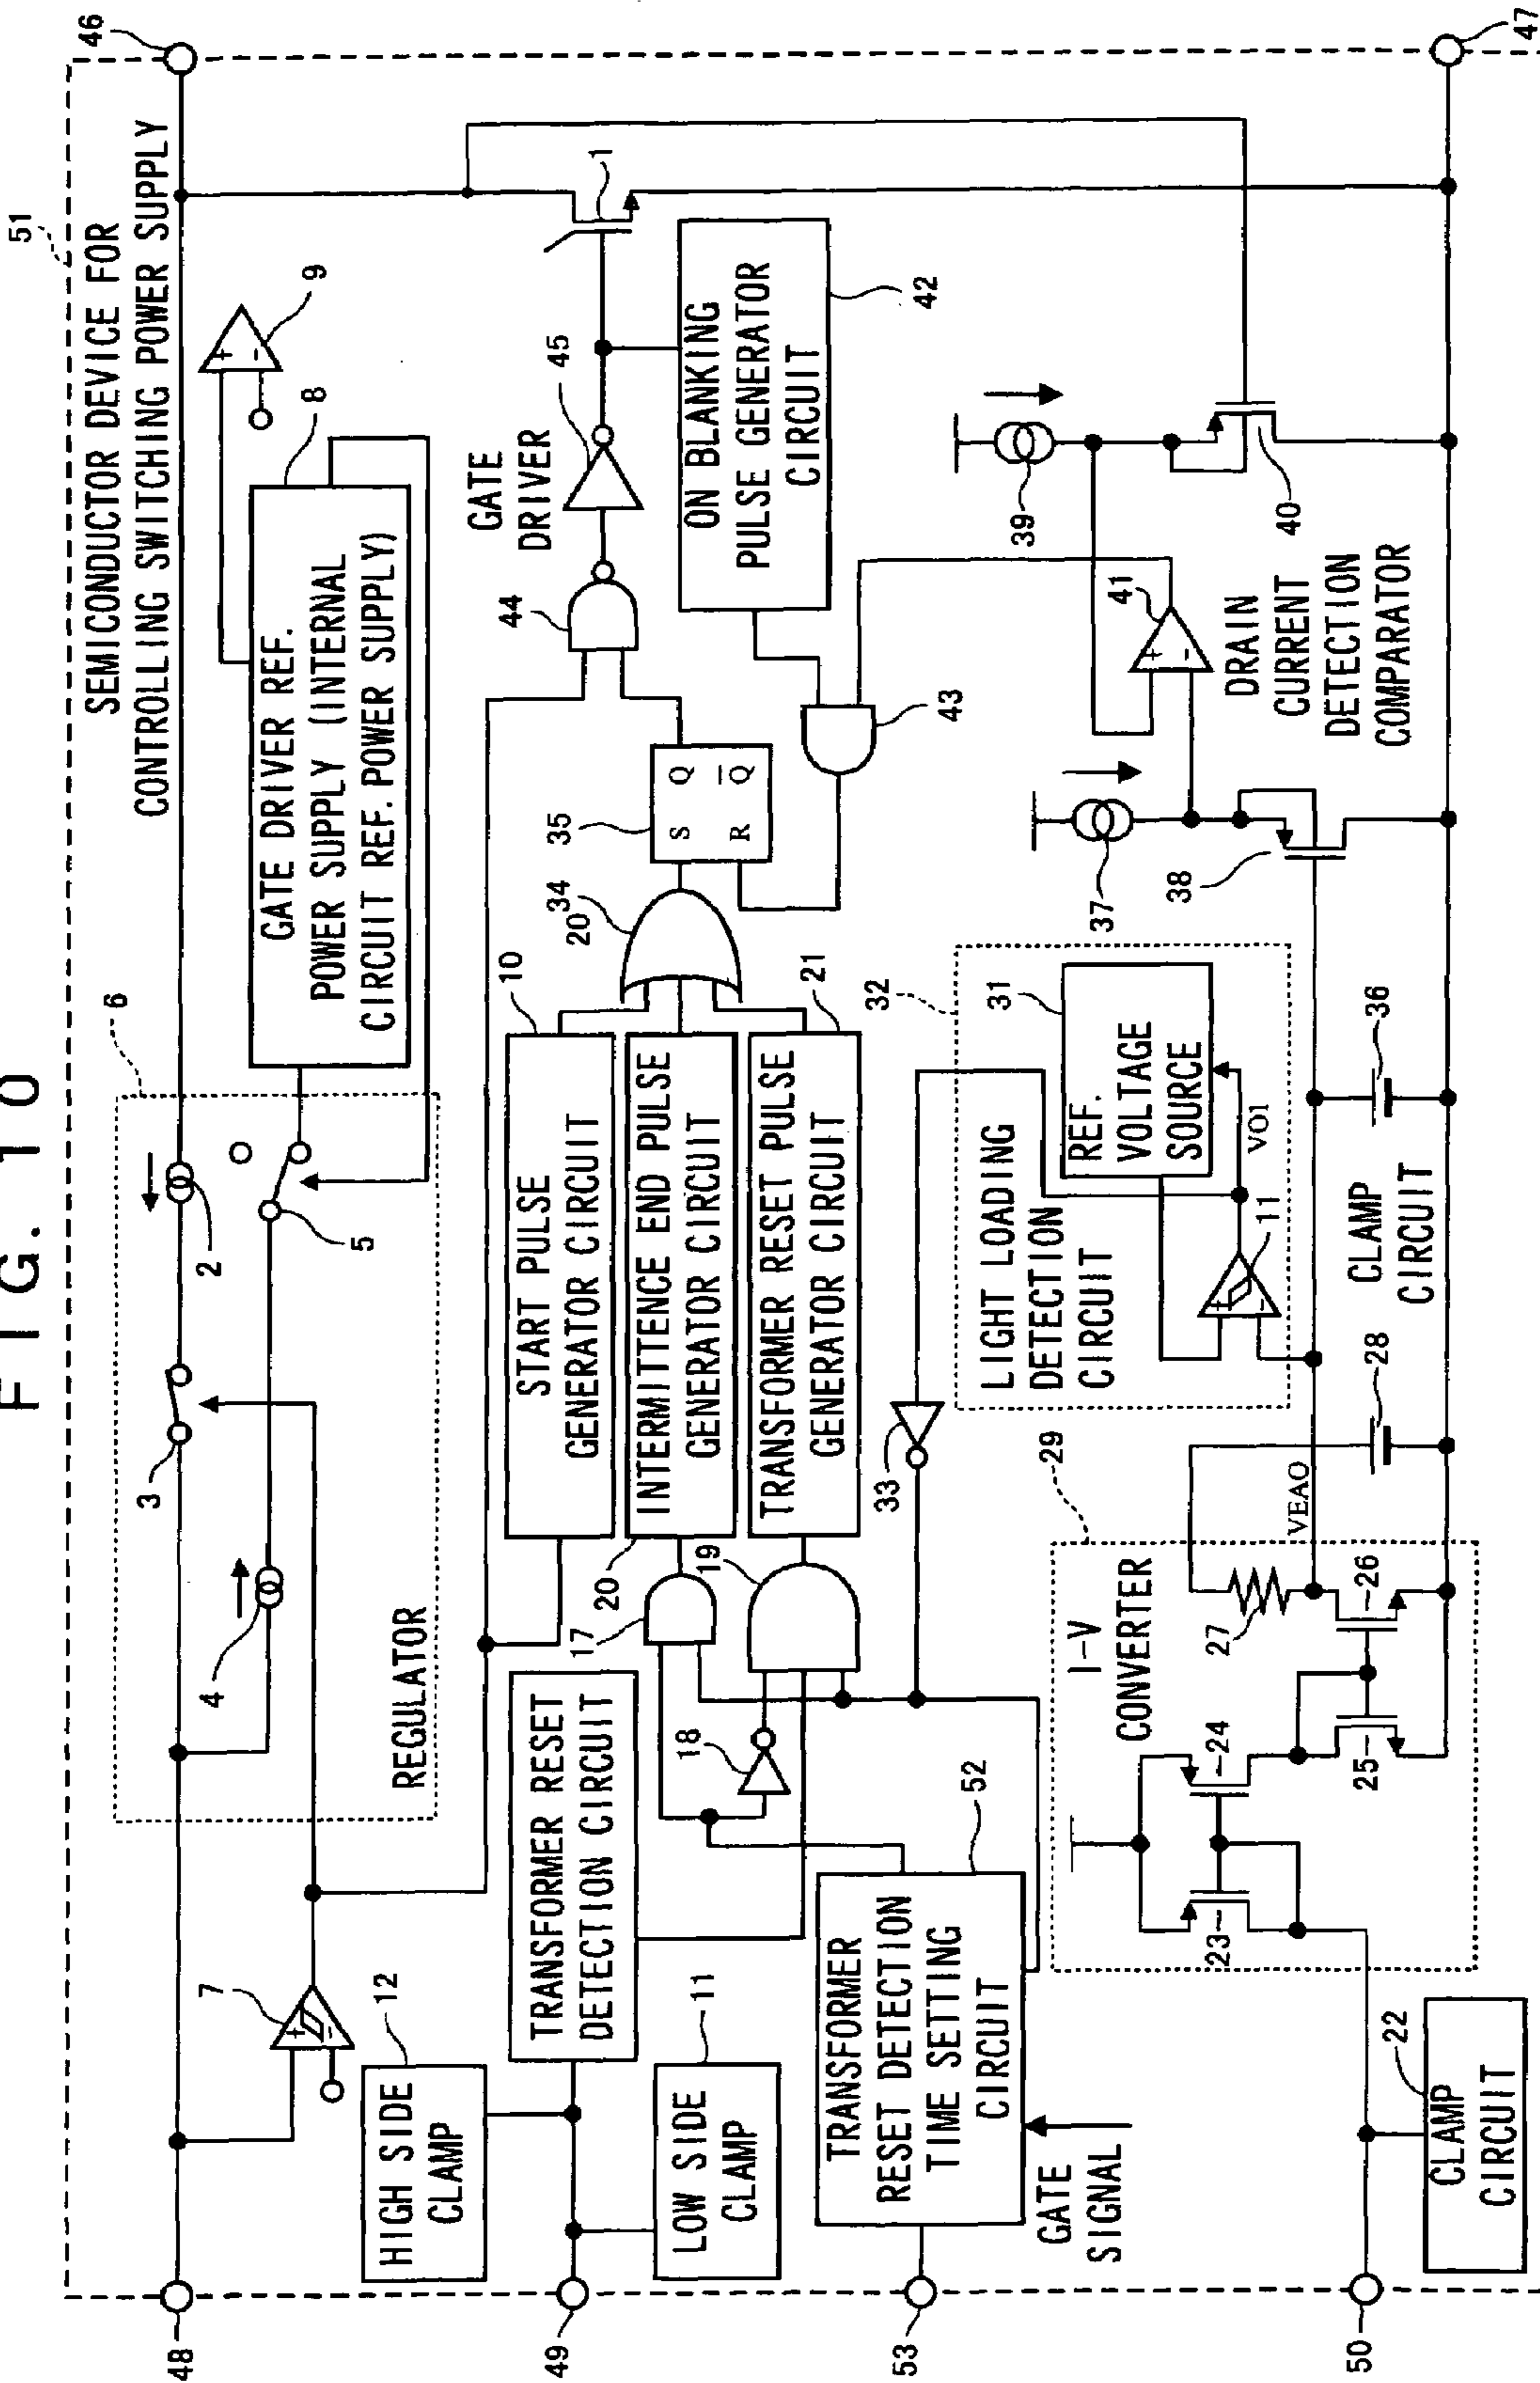 FIG. 10
51
SEMICONDUCTOR DEVICE FOR
CONTROLLING SWITCHING POWER SUPPLY
46
48
3
2
6
4
5
REGULATOR
7
GATE DRIVER REF.
POWER SUPPLY (INTERNAL
CIRCUIT REF. POWER SUPPLY)
8
9
+
-
+
-
HIGH SIDE
CLAMP
12
49
LOW SIDE
CLAMP
11
TRANSFORMER RESET
DETECTION CIRCUIT
START PULSE
GENERATOR CIRCUIT
10
INTERMITTENCE END PULSE
GENERATOR CIRCUIT
20
TRANSFORMER RESET PULSE
GENERATOR CIRCUIT
21
17
18
19
34
20
35
S
Q
R
Q
44
GATE
DRIVER
45
1
ON BLANKING
PULSE GENERATOR
CIRCUIT
42
43
53
TRANSFORMER
RESET DETECTION
TIME SETTING
CIRCUIT
52
GATE
SIGNAL
33
LIGHT LOADING
DETECTION
CIRCUIT
32
REF.
VOLTAGE
SOURCE
31
VO1
11
+
-
37
38
39
40
41
+
-
DRAIN
CURRENT
DETECTION
COMPARATOR
50
CLAMP
CIRCUIT
22
I-V
CONVERTER
29
23
24
25
26
27
VEAO
28
CLAMP
CIRCUIT
36
47